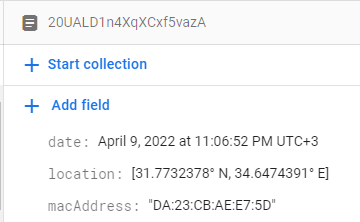 20UALD1n4XqXCxf5vazA
+ Start collection
+ Add field
date: April 9, 2022 at 11:06:52 PM UTC+3
location: [31.7732378° N, 34.6474391° E]
macAddress: "DA:23:CB:AE:E7:5D"